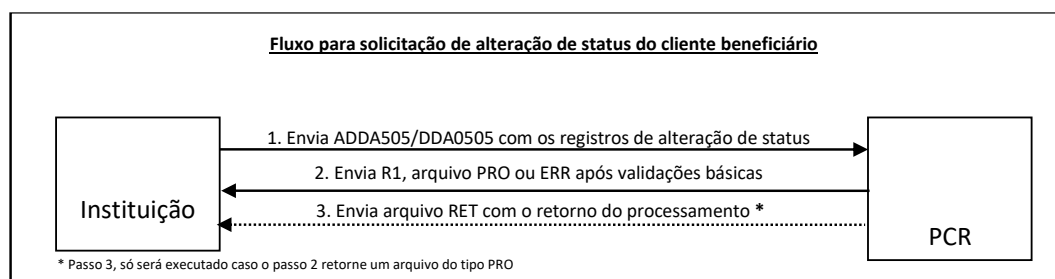 Fluxo para solicitação de alteração de status do cliente beneficiário
1. Envia ADDA505/DDA0505 com os registros de alteração de status
2. Envia R1, arquivo PRO ou ERR após validações básicas
Instituição
3. Envia arquivo RET com o retorno do processamento *
PCR
* Passo 3, só será executado caso o passo 2 retorne um arquivo do tipo PRO